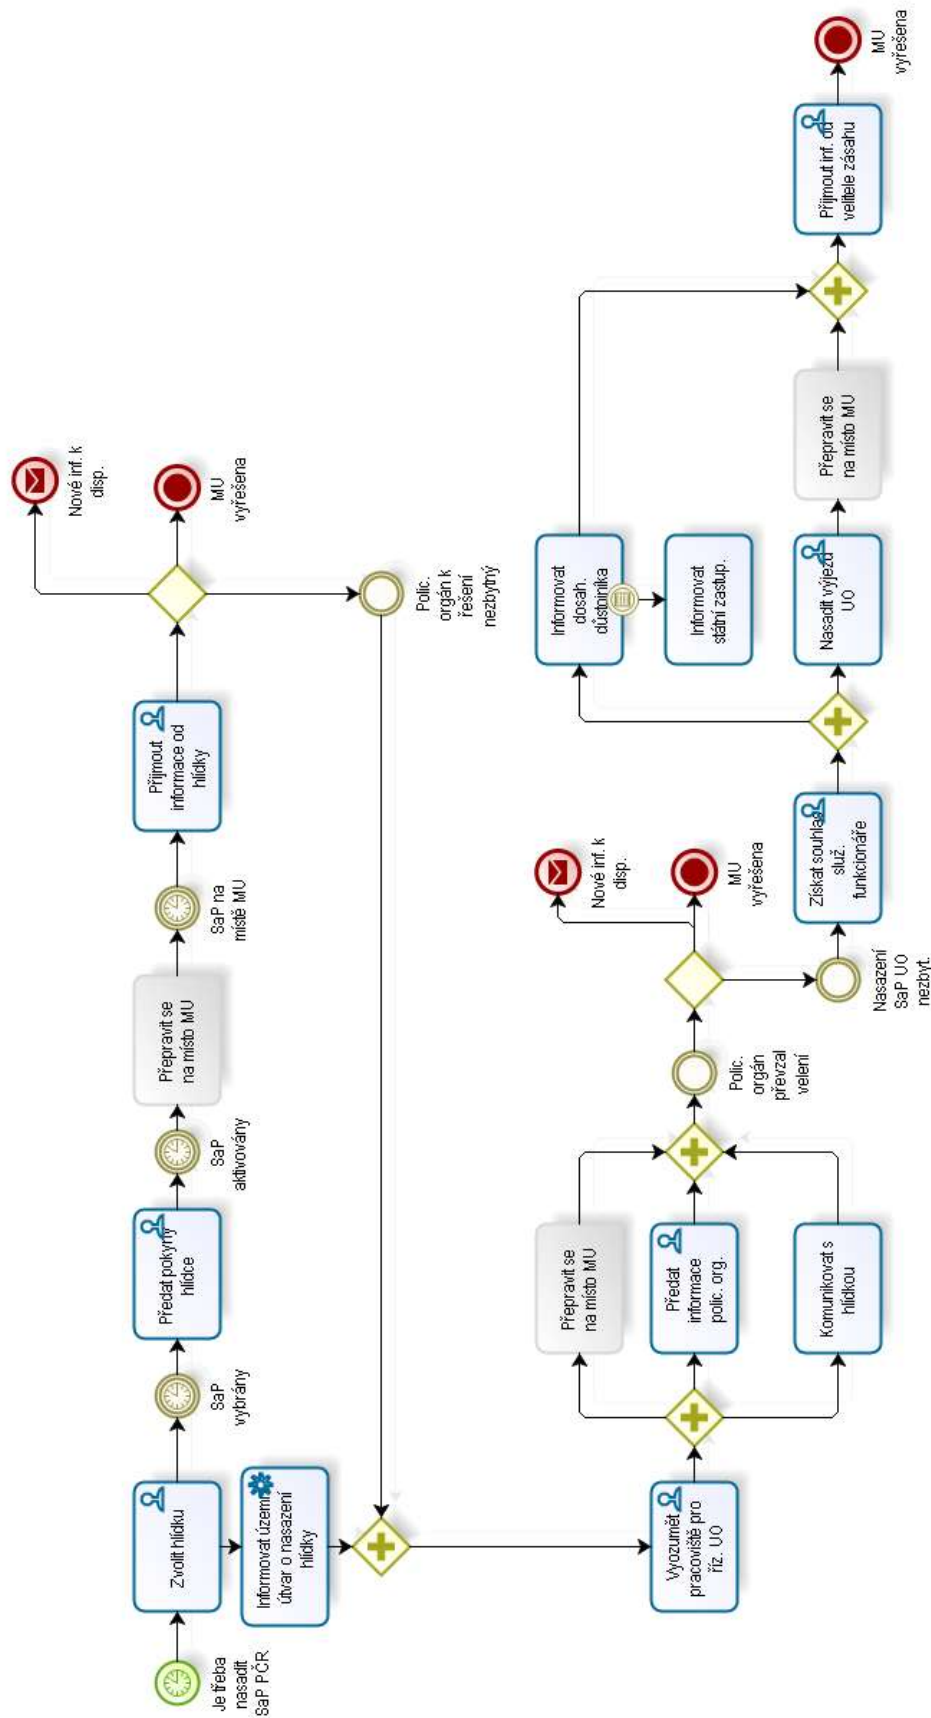 Je třeba
nasadit
SaP PČR
Zvolit hlídku
SaP
vybrány
Předat pokyny
hlídce
SaP
aktivovány
Přepravit se
na místo MU
SaP na
místě MU
Přijmout
informace od
hlídky
Nové inf. k
disp.
MU
vyřešena
Polic.
orgán k
řešení
nezbytný
Informovat územní
útvar o nasazení
hlídky
Vyozumět
pracoviště pro
říz. UO
Přepravit se
na místo MU
Předat
informace
polic. org.
Komunikovat s
hlídkou
Polic.
orgán
převzal
velení
Nové inf. k
disp.
MU
vyřešena
Nasazení
SaP UO
nezbyt.
Získat souhlas
služ.
funkcionáře
Informovat
dosah.
důstojníka
Informovat
státní zastup.
Nasadit výjezd
UO
Přepravit se
na místo MU
Přijmout inf. od
velitele zásahu
MU
vyřešena